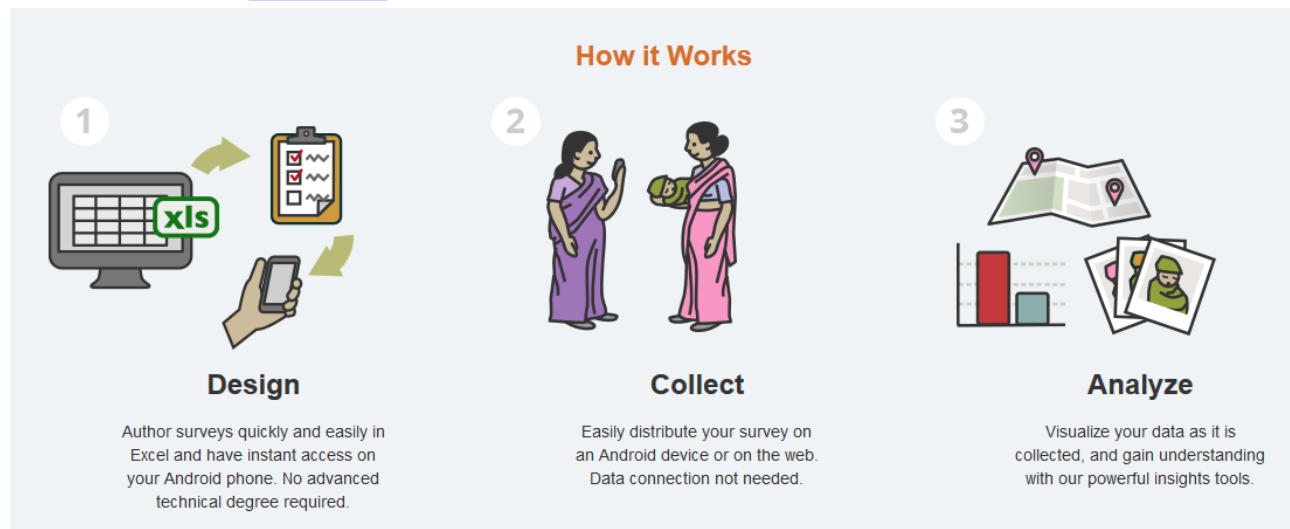 How it Works
1
2
3
xls
Design
Author surveys quickly and easily in
Excel and have instant access on
your Android phone. No advanced
technical degree required.
Collect
Easily distribute your survey on
an Android device or on the web.
Data connection not needed.
Analyze
Visualize your data as it is
collected, and gain understanding
with our powerful insights tools.